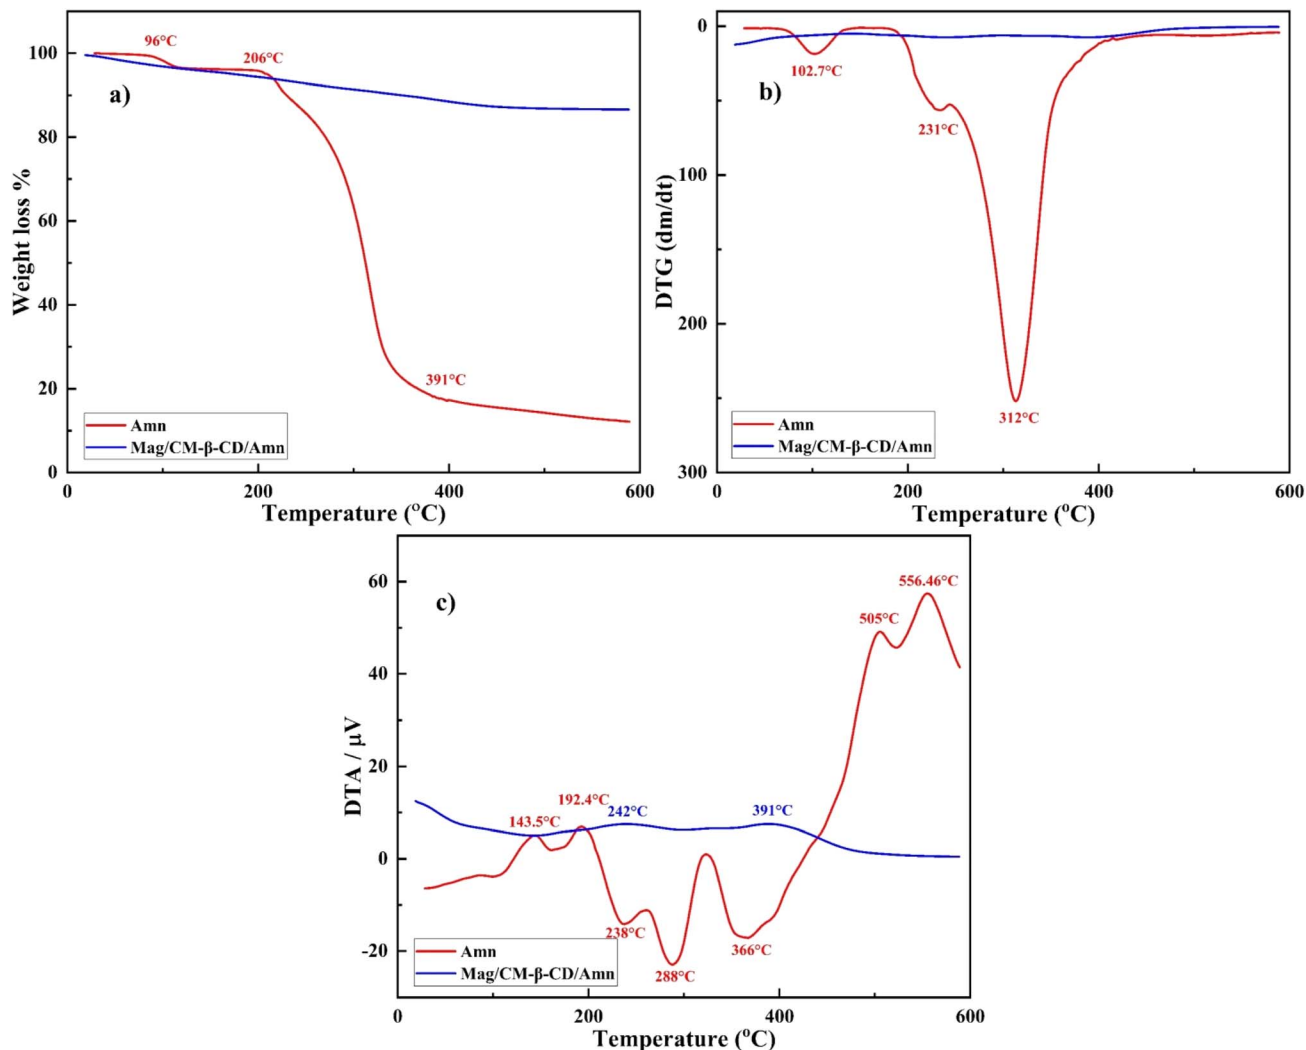 100
80
60
40
20
0
Weight loss %
96°C
206°C
a)
391°C
Amn
Mag/CM-β-CD/Amn
0
200
400
600
Temperature (°C)
0
100
200
300
DTG (dm/dt)
102.7°C
b)
231°C
312°C
Amn
Mag/CM-β-CD/Amn
0
200
400
600
Temperature (°C)
60
40
20
0
-20
DTA / μV
c)
556.46°C
505°C
192.4°C
143.5°C
242°C
391°C
238°C
366°C
288°C
Amn
Mag/CM-β-CD/Amn
0
200
400
600
Temperature (°C)